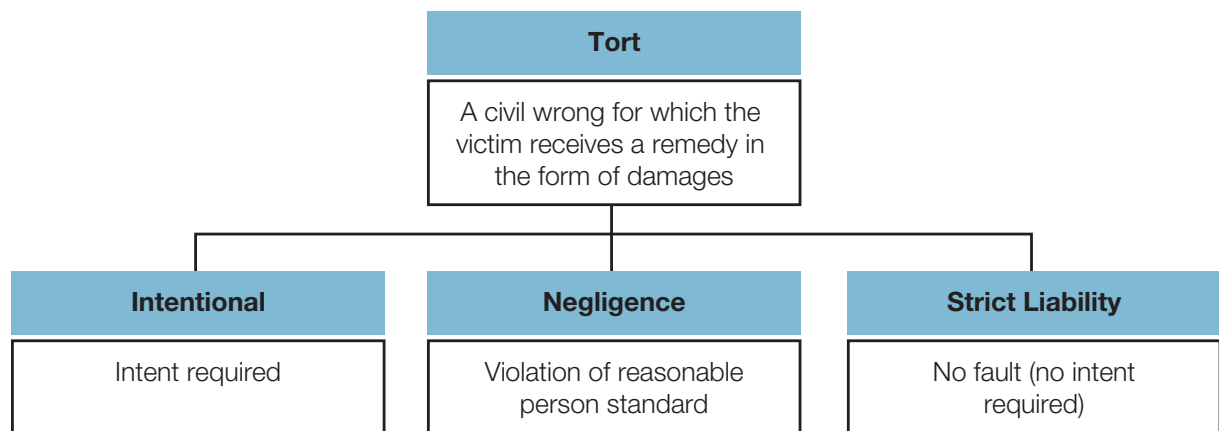 Tort
A civil wrong for which the
victim receives a remedy in
the form of damages
Intentional
Intent required
Negligence
Violation of reasonable
person standard
Strict Liability
No fault (no intent
required)